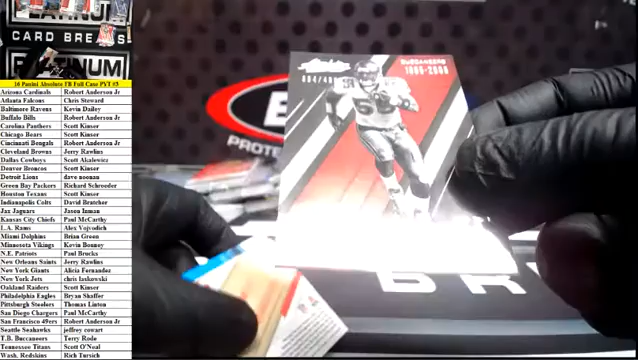 PLATINUM
CARD BREAKS
PLATINUM
16 Panini Absolute FB Full Case PYT #3
Arizona Cardinals Robert Anderson Jr
Atlanta Falcons Chris Steward
Baltimore Ravens Kevin Dailey
Buffalo Bills Robert Anderson Jr
Carolina Panthers Scott Kinser
Chicago Bears Scott Kinser
Cincinnati Bengals Robert Anderson Jr
Cleveland Browns Jerry Rawlins
Dallas Cowboys Scott Akalewicz
Denver Broncos Scott Kinser
Detroit Lions dave noonan
Green Bay Packers Richard Schroeder
Houston Texans Scott Kinser
Indianapolis Colts David Bratcher
Jax Jaguars Jason Inman
Kansas City Chiefs Paul McCarthy
L.A. Rams Alex Vojvodich
Miami Dolphins Brian Green
Minnesota Vikings Kevin Bonney
N.E. Patriots Paul Brucks
New Orleans Saints Jerry Rawlins
New York Giants Alicia Fernandez
New York Jets chris laskowski
Oakland Raiders Scott Kinser
Philadelphia Eagles Bryan Shaffer
Pittsburgh Steelers Thomas Linton
San Diego Chargers Paul McCarthy
San Francisco 49ers Robert Anderson Jr
Seattle Seahawks jeffrey cowart
T.B. Buccaneers Terry Rode
Tennessee Titans Scott O'Neal
Wash. Redskins Rich Tursich
Absolute
BUCCANEERS
1995-2008